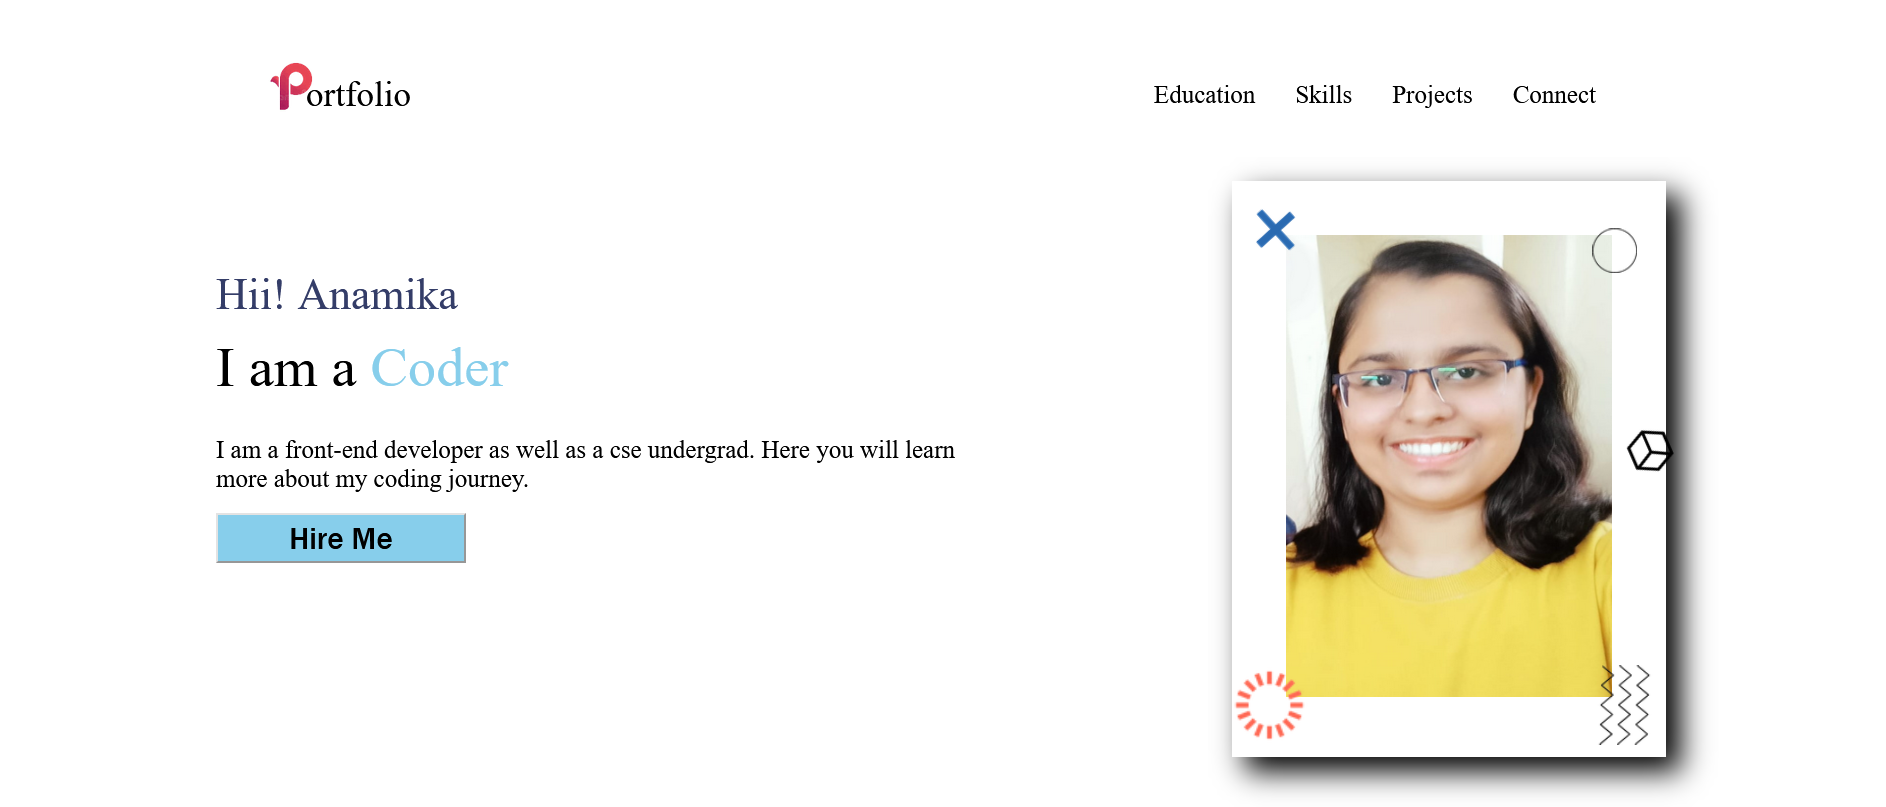 Portfolio
Education Skills Projects Connect
Hii! Anamika
I am a Coder
I am a front-end developer as well as a cse undergrad. Here you will learn
more about my coding journey.
Hire Me